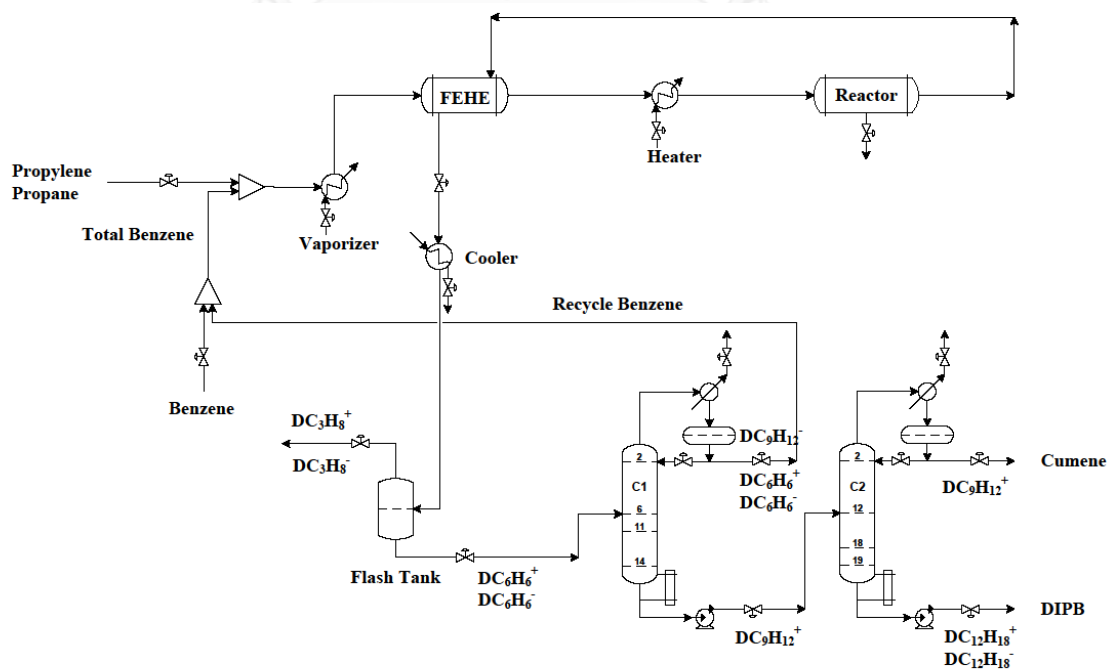 FEHE
Reactor
Heater
Propylene
Propane
Vaporizer
Total Benzene
Cooler
Recycle Benzene
Benzene
DC₃H₈⁺
DC₃H₈⁻
Flash Tank
DC₆H₆⁺
DC₆H₆⁻
2
C1
6
11
14
DC₉H₁₂⁻
DC₆H₆⁺
DC₆H₆⁻
DC₉H₁₂⁺
2
C2
12
18
19
DC₉H₁₂⁺
Cumene
DIPB
DC₁₂H₁₈⁺
DC₁₂H₁₈⁻